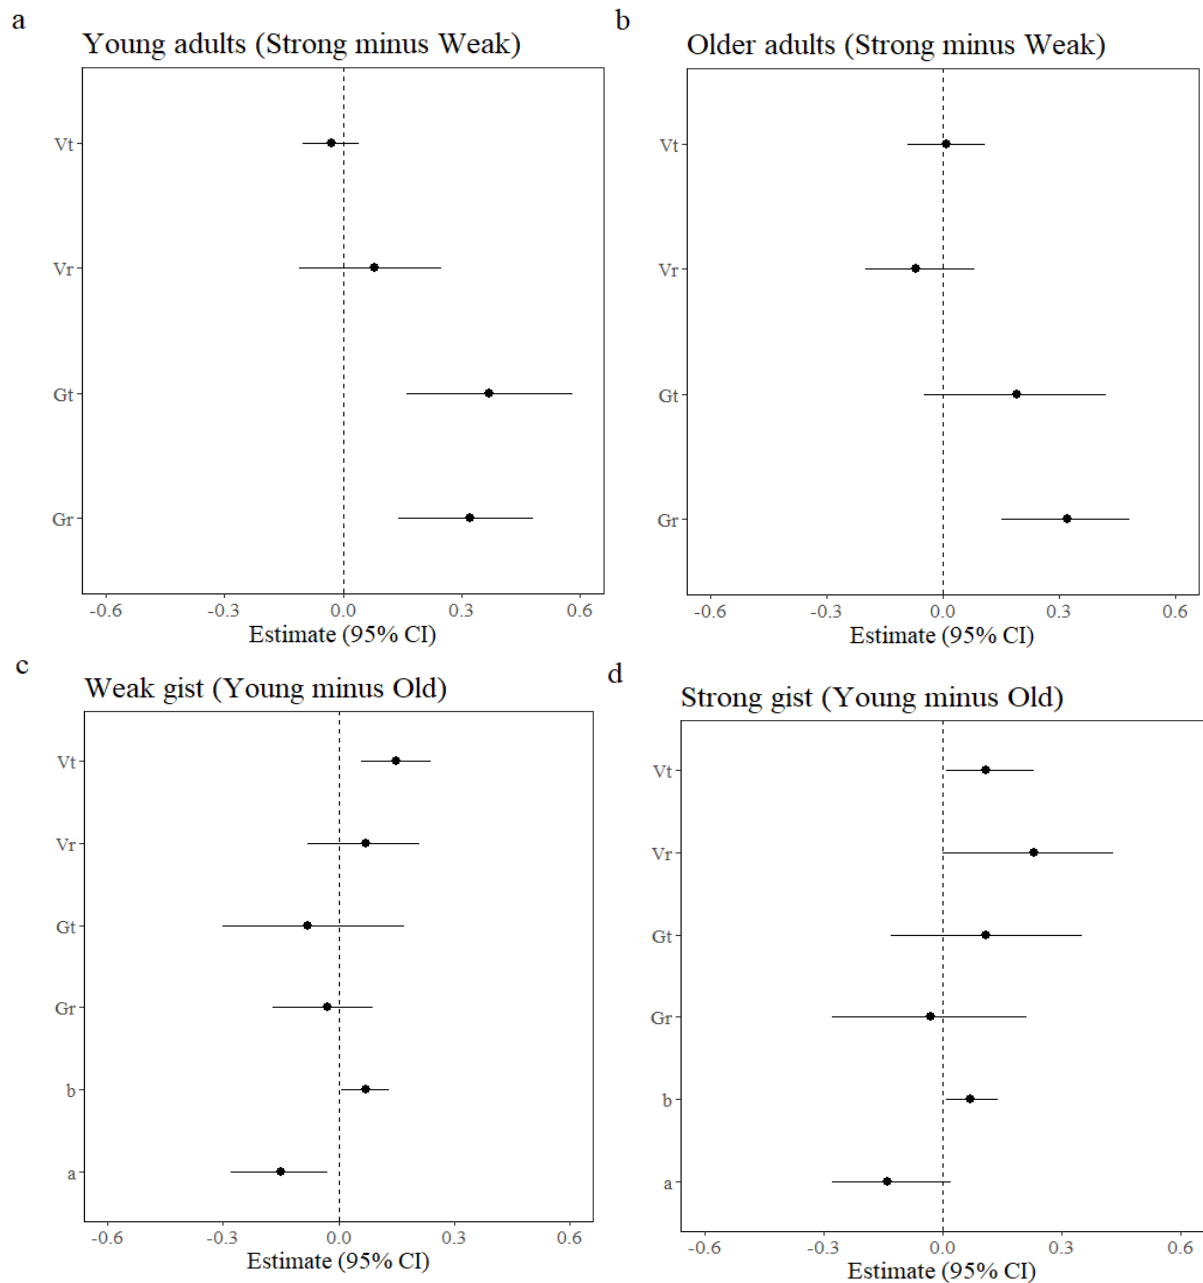 a
Young adults (Strong minus Weak)
Vt
Vr
Gt
Gr
-0.6 -0.3 0.0 0.3 0.6
Estimate (95% CI)
b
Older adults (Strong minus Weak)
Vt
Vr
Gt
Gr
-0.6 -0.3 0.0 0.3 0.6
Estimate (95% CI)
c
Weak gist (Young minus Old)
Vt
Vr
Gt
Gr
b
a
-0.6 -0.3 0.0 0.3 0.6
Estimate (95% CI)
d
Strong gist (Young minus Old)
Vt
Vr
Gt
Gr
b
a
-0.6 -0.3 0.0 0.3 0.6
Estimate (95% CI)